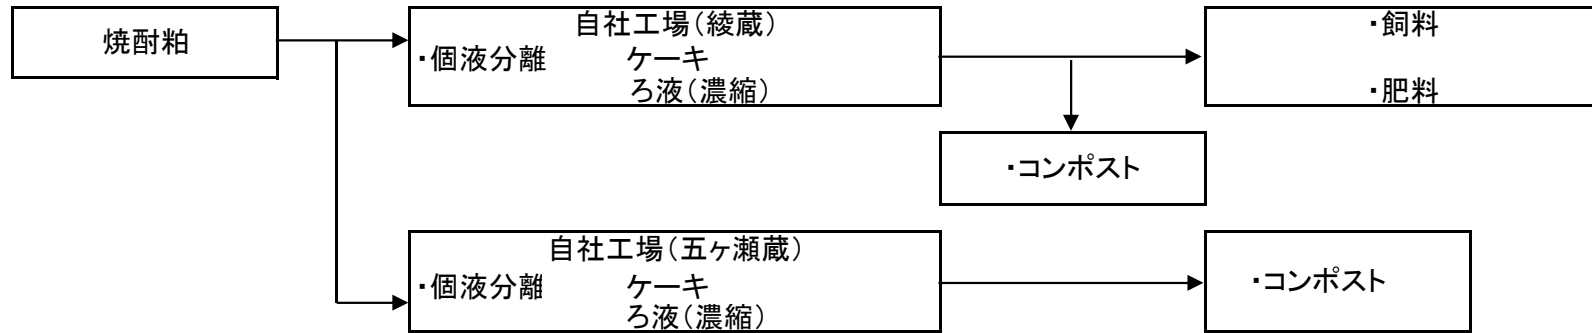 焼酎粕
自社工場（綾蔵）
・個液分離 ケーキ
ろ液（濃縮）
・飼料
・肥料
・コンポスト
自社工場（五ヶ瀬蔵）
・個液分離 ケーキ
ろ液（濃縮）
・コンポスト